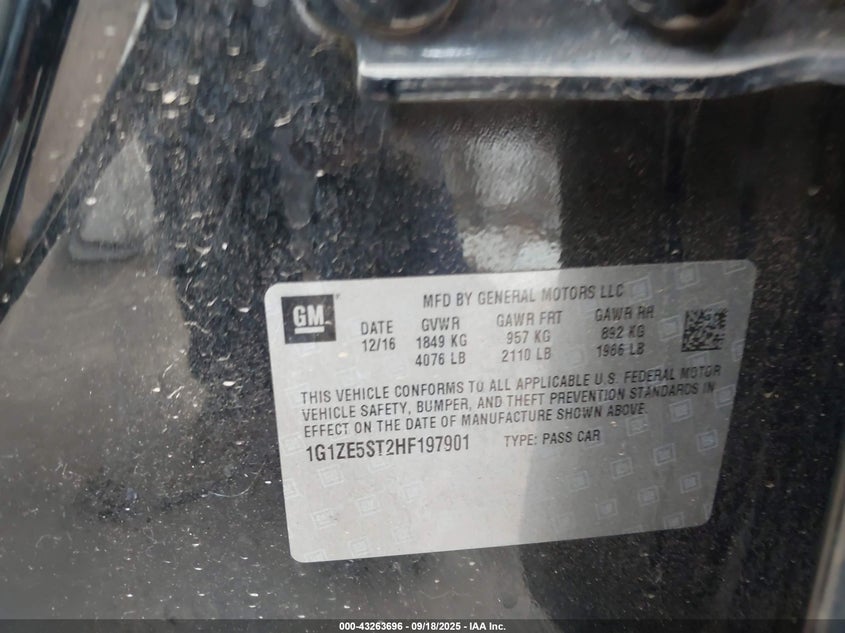 GM
MFD BY GENERAL MOTORS LLC
DATE GVWR GAWR FRT GAWR RR
12/16 1849 KG 957 KG 892 KG
4076 LB 2110 LB 1966 LB
THIS VEHICLE CONFORMS TO ALL APPLICABLE U.S. FEDERAL MOTOR
VEHICLE SAFETY, BUMPER, AND THEFT PREVENTION STANDARDS IN
EFFECT ON THE DATE OF MANUFACTURE SHOWN ABOVE.
1G1ZE5ST2HF197901 TYPE: PASS CAR
000-43263696 - 09/18/2025 - IAA Inc.